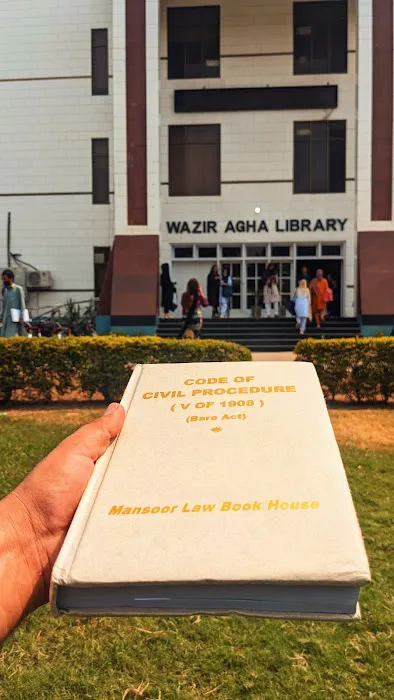 WAZIR AGHA LIBRARY
CODE OF
CIVIL PROCEDURE
( V OF 1908 )
(Bare Act)
Mansoor Law Book House